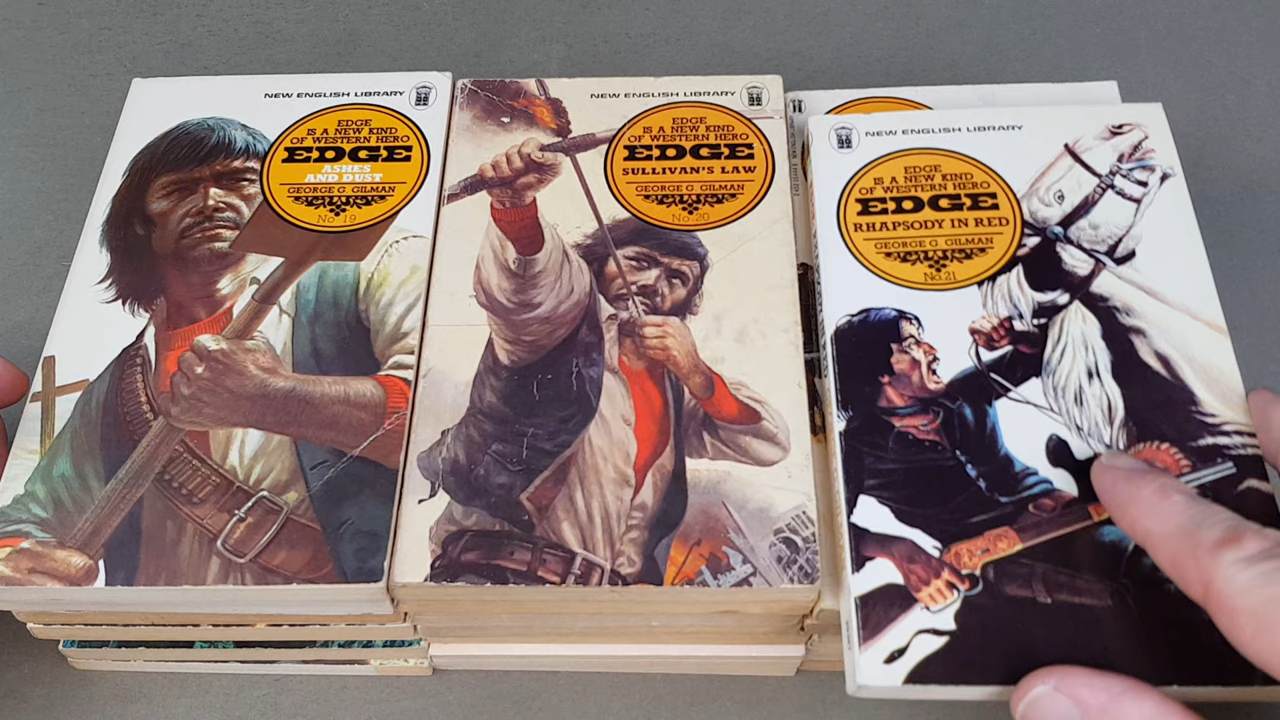 NEW ENGLISH LIBRARY
EDGE
IS A NEW KIND
OF WESTERN HERO
EDGE
ASHES
AND DUST
GEORGE G. GILMAN
No 19
NEW ENGLISH LIBRARY
EDGE
IS A NEW KIND
OF WESTERN HERO
EDGE
SULLIVAN'S LAW
GEORGE G. GILMAN
No.20
NEW ENGLISH LIBRARY
EDGE
IS A NEW KIND
OF WESTERN HERO
EDGE
RHAPSODY IN RED
GEORGE G. GILMAN
No.21